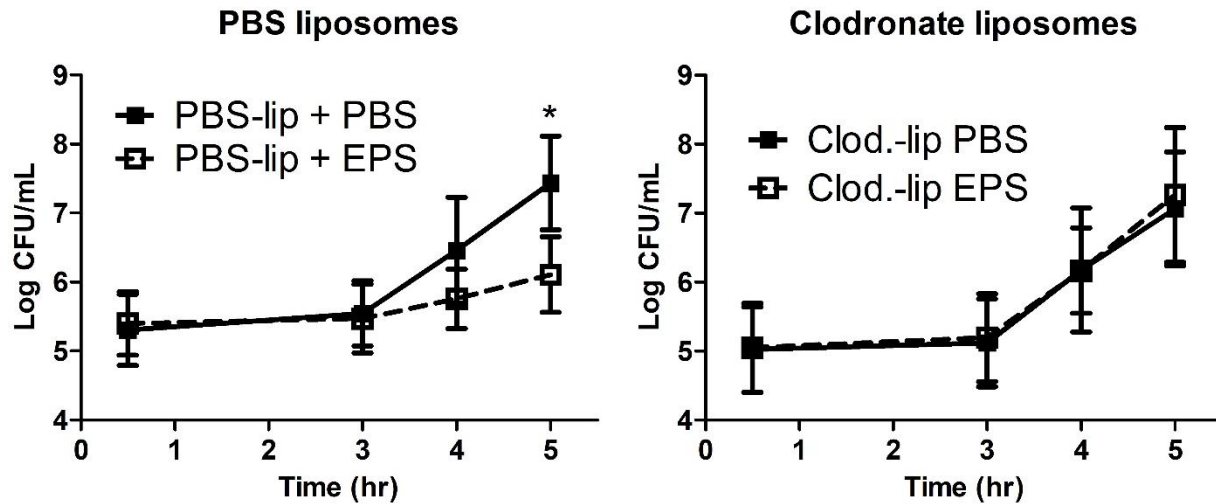 PBS liposomes
9
8
7
6
5
4
Log CFU/mL
PBS-lip + PBS
PBS-lip + EPS
*
0 1 2 3 4 5
Time (hr)
Clodronate liposomes
9
8
7
6
5
4
Log CFU/mL
Clod.-lip PBS
Clod.-lip EPS
0 1 2 3 4 5
Time (hr)